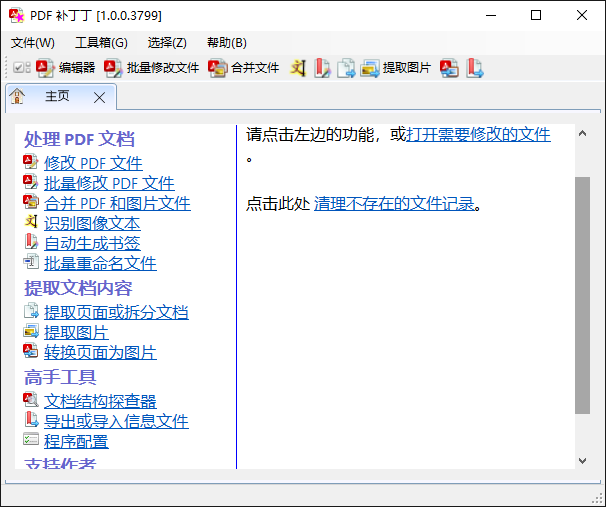 PDF 补丁丁 [1.0.0.3799]
文件(W) 工具箱(G) 选择(Z) 帮助(B)
编辑器 批量修改文件 合并文件 提取图片
主页
处理 PDF 文档
修改 PDF 文件
批量修改 PDF 文件
合并 PDF 和图片文件
识别图像文本
自动生成书签
批量重命名文件
提取文档内容
提取页面或拆分文档
提取图片
转换页面为图片
高手工具
文档结构探查器
导出或导入信息文件
程序配置
支持作者
请点击左边的功能，或打开需要修改的文件
。
点击此处 清理不存在的文件记录。